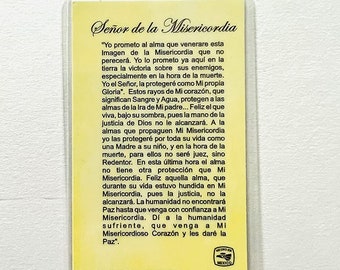 Señor de la Misericordia
"Yo prometo al alma que venerare esta
Imagen de la Misericordia que no
perecerá. Yo lo prometo ya aquí en la
tierra la victoria sobre sus enemigos,
especialmente en la hora de la muerte.
Yo el Señor, la protegeré como Mi propia
Gloria". Estos rayos de Mi corazón, que
significan Sangre y Agua, protegen a las
almas de la Ira de Mi padre... Feliz el que
viva, bajo su sombra, pues la mano de la
justicia de Dios no le alcanzará. A la
almas que propaguen Mi Misericordia
yo las protegeré por toda su vida como
una Madre a su niño, y en la hora de la
muerte, para ellos no seré juez, sino
Redentor. En esta última hora el alma
no tiene otra protección que Mi
Misericordia. Feliz aquella alma, que
durante su vida estuvo hundida en Mi
Misericordia, pues la justicia, no la
alcanzará. La humanidad no encontrará
Paz hasta que venga con confianza a Mi
Misericordia. Dí a la humanidad
sufriente, que venga a Mi
Misericordioso Corazón y les daré la
Paz".